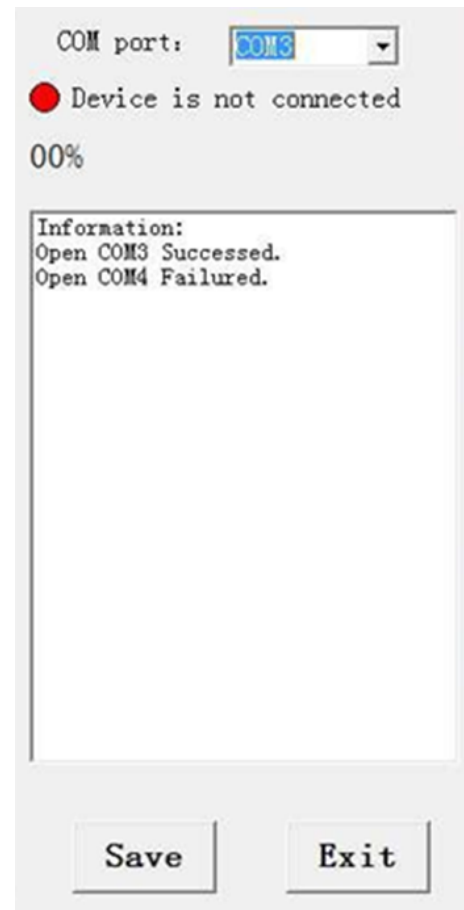 COM port: COM3
Device is not connected
00%
Information:
Open COM3 Successed.
Open COM4 Failured.
Save Exit